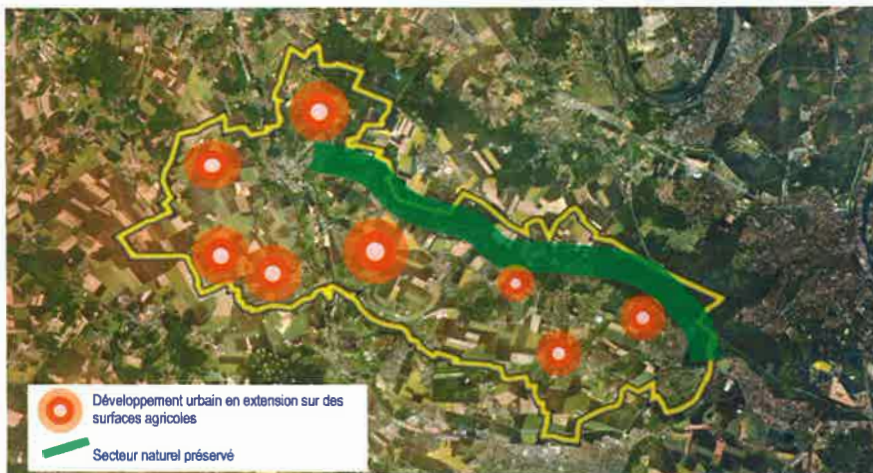 Développement urbain en extension sur des
surfaces agricoles
Secteur naturel préservé